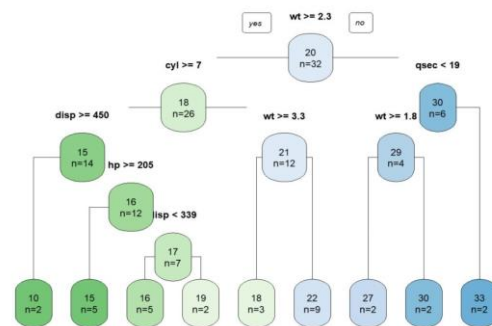 wt >= 2.3
yes
no
20
n=32
cyl >= 7
qsec < 19
18
n=26
30
n=6
disp >= 450
wt >= 3.3
wt >= 1.8
15
n=14
21
n=12
29
n=4
hp >= 205
16
n=12
disp < 339
17
n=7
10
n=2
15
n=5
16
n=5
19
n=2
18
n=3
22
n=9
27
n=2
30
n=2
33
n=2